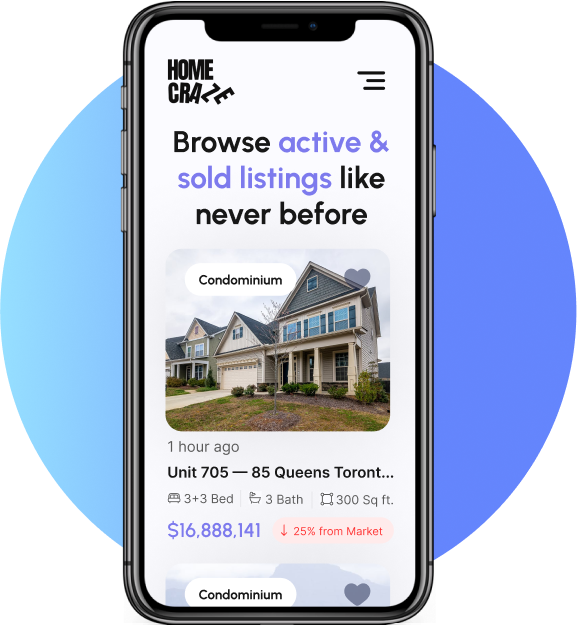 HOME
CRAZE
Browse active &
sold listings like
never before
Condominium
1 hour ago
Unit 705 — 85 Queens Toront...
3+3 Bed 3 Bath 300 Sq ft.
$16,888,141 ↓ 25% from Market
Condominium